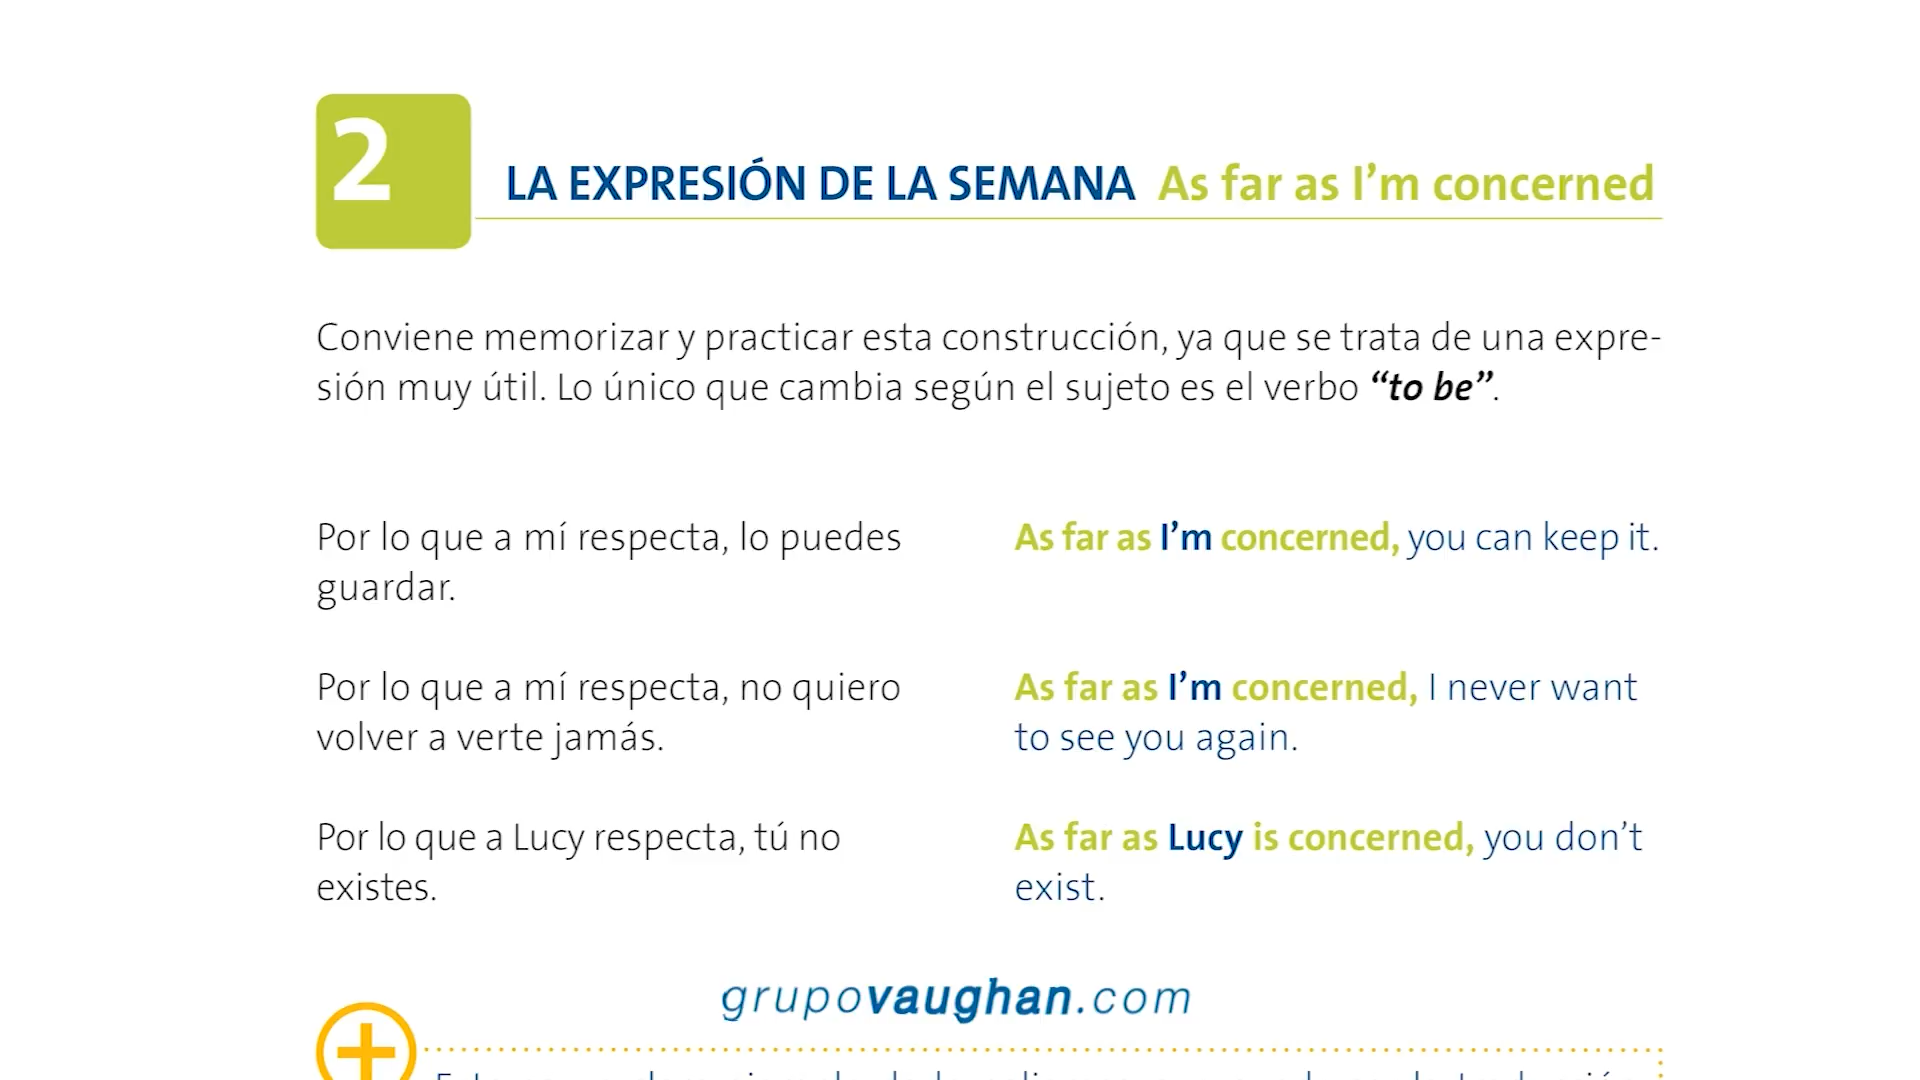 2
LA EXPRESIÓN DE LA SEMANA As far as I’m concerned
Conviene memorizar y practicar esta construcción, ya que se trata de una expre-
sión muy útil. Lo único que cambia según el sujeto es el verbo “to be”.
Por lo que a mí respecta, lo puedes
guardar.
As far as I’m concerned, you can keep it.
Por lo que a mí respecta, no quiero
volver a verte jamás.
As far as I’m concerned, I never want
to see you again.
Por lo que a Lucy respecta, tú no
existes.
As far as Lucy is concerned, you don’t
exist.
grupovaughan.com